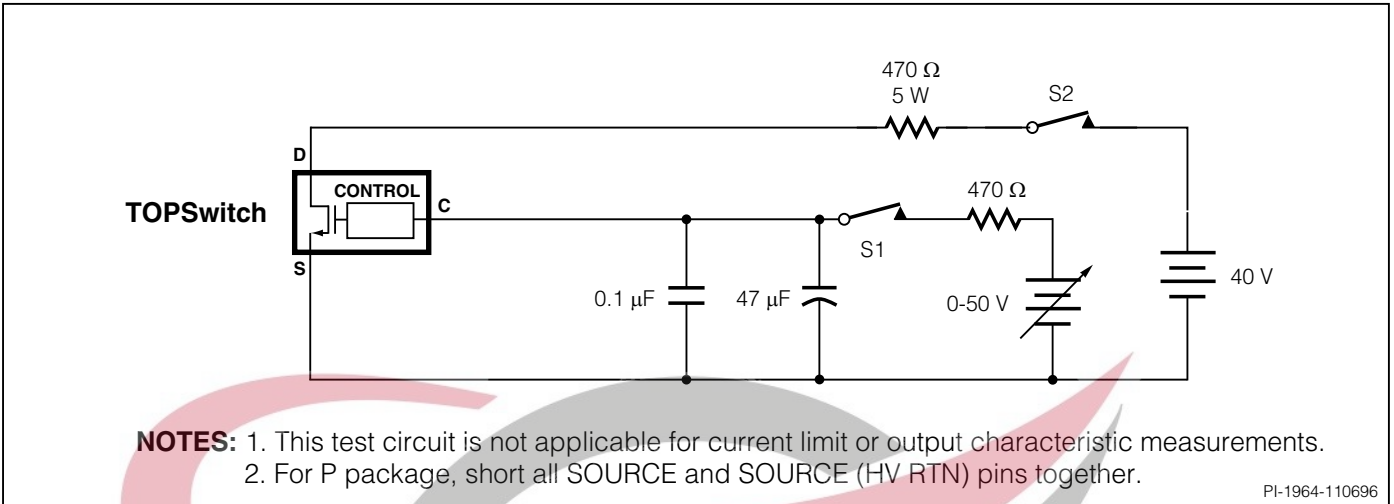 470 Ω
5 W
S2
D
CONTROL
TOPSwitch
C
470 Ω
S1
S
0.1 μF
47 μF
0-50 V
40 V
NOTES: 1. This test circuit is not applicable for current limit or output characteristic measurements.
2. For P package, short all SOURCE and SOURCE (HV RTN) pins together.
PI-1964-110696